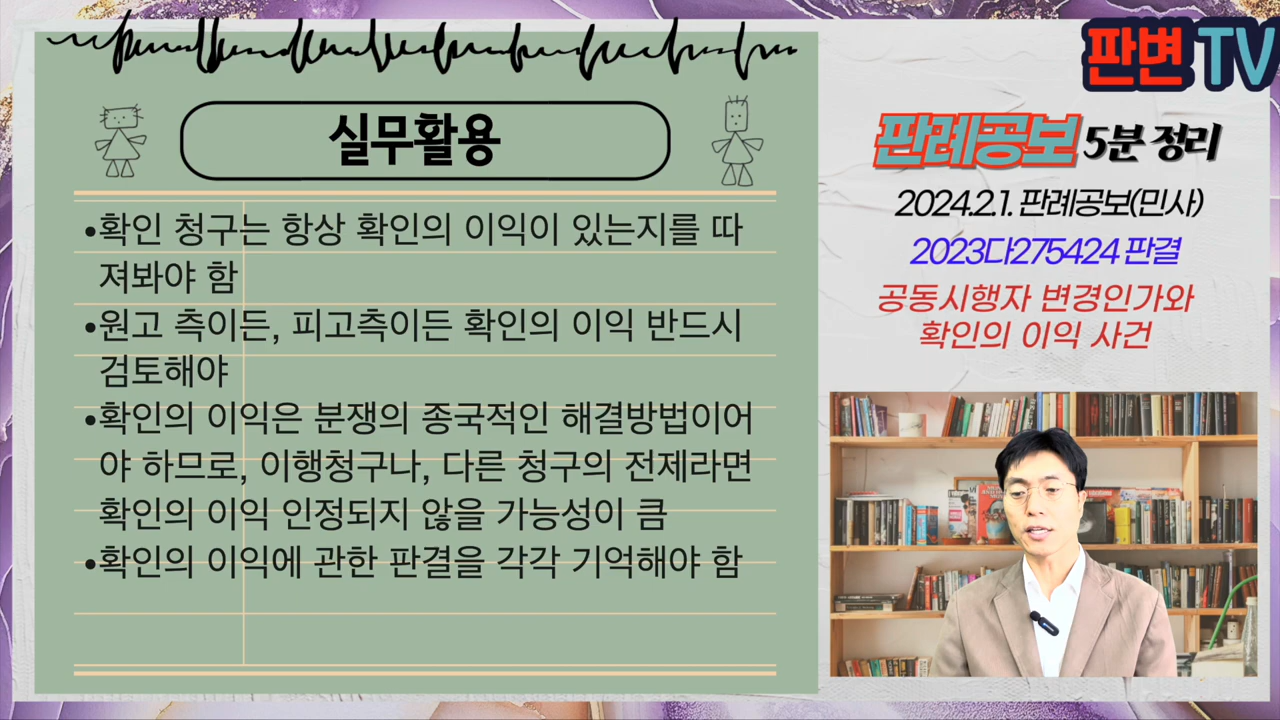 실무활용
•확인 청구는 항상 확인의 이익이 있는지를 따
져봐야 함
•원고 측이든, 피고측이든 확인의 이익 반드시
검토해야
•확인의 이익은 분쟁의 종국적인 해결방법이어
야 하므로, 이행청구나, 다른 청구의 전제라면
확인의 이익 인정되지 않을 가능성이 큼
•확인의 이익에 관한 판결을 각각 기억해야 함
판변 TV
판례공보 5분 정리
2024.2.1. 판례공보(민사)
2023다275424 판결
공동시행자 변경인가와
확인의 이익 사건